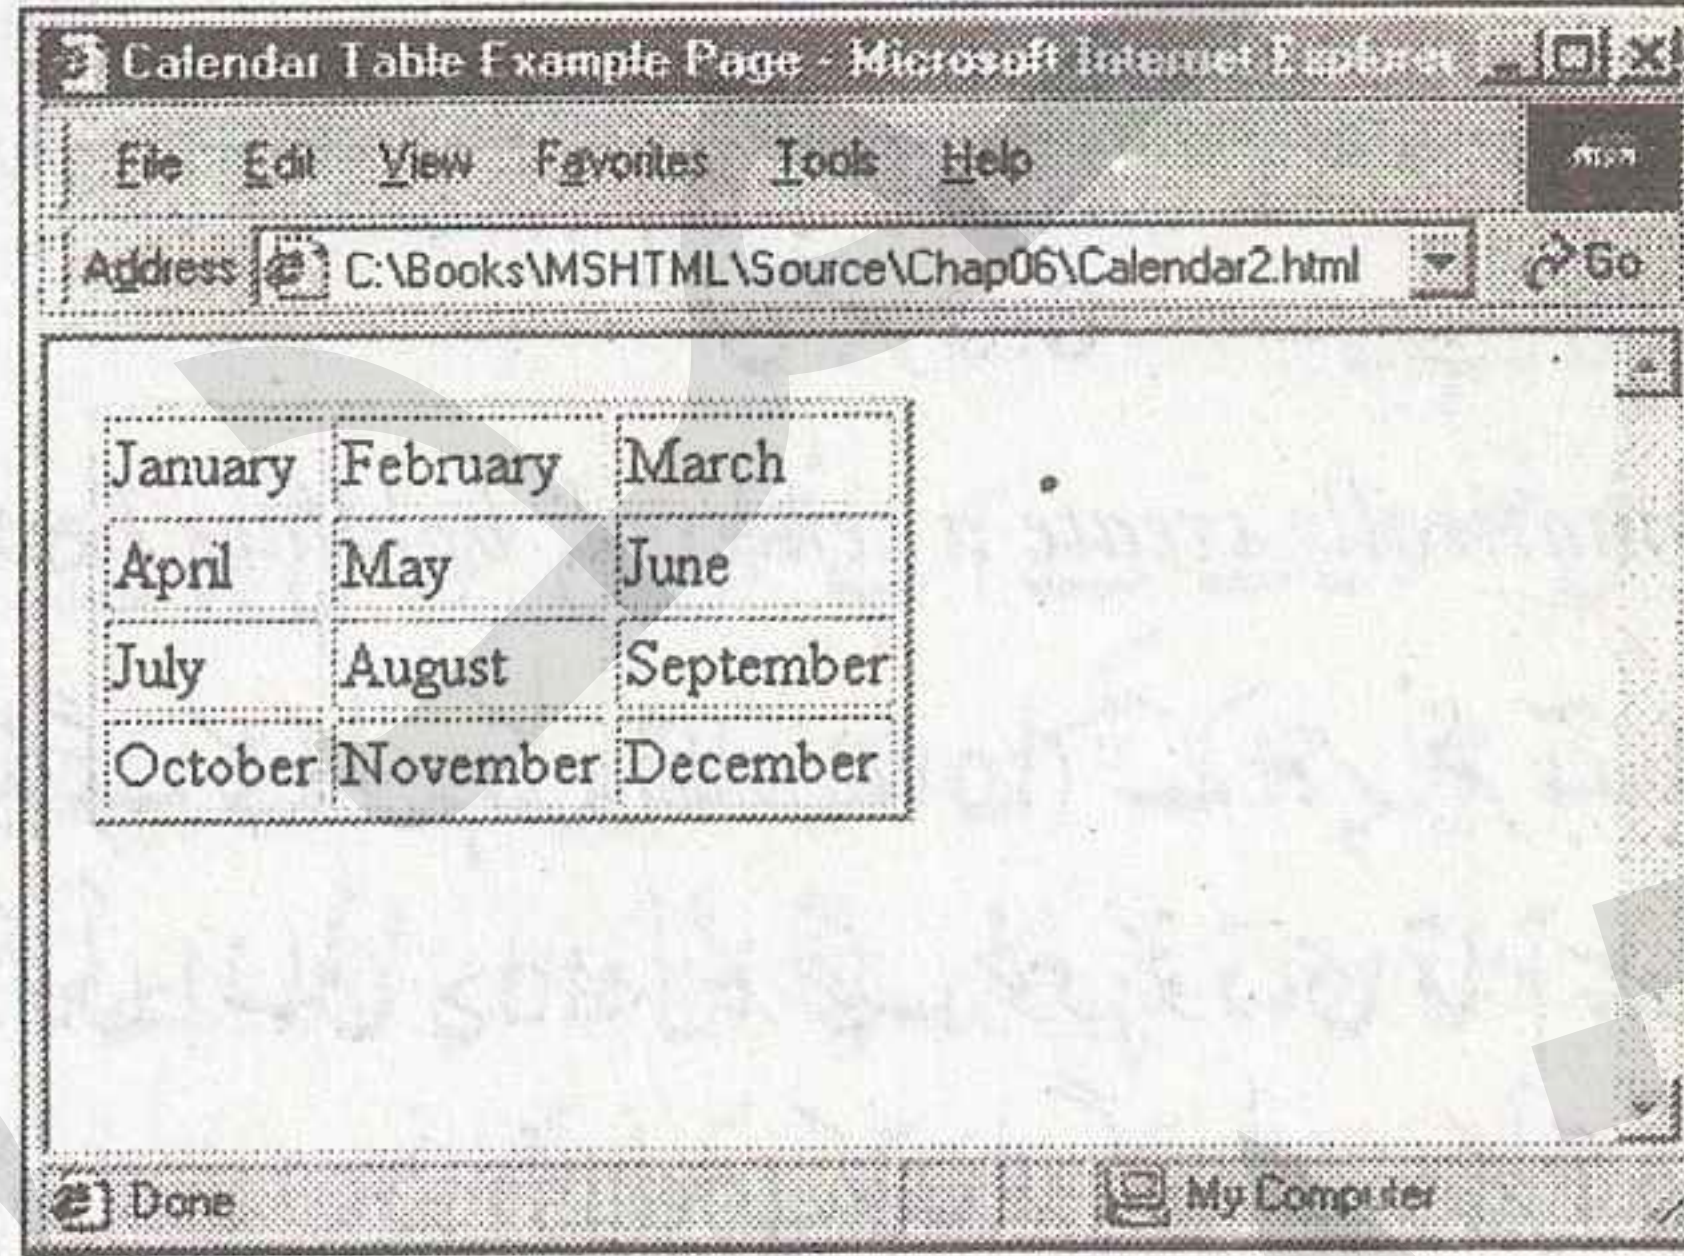 Calendar Table Example Page - Microsoft Internet Explorer
File Edit View Favorites Tools Help
Address C:\Books\MSHTML\Source\Chap06\Calendar2.html Go
January February March
April May June
July August September
October November December
Done My Computer